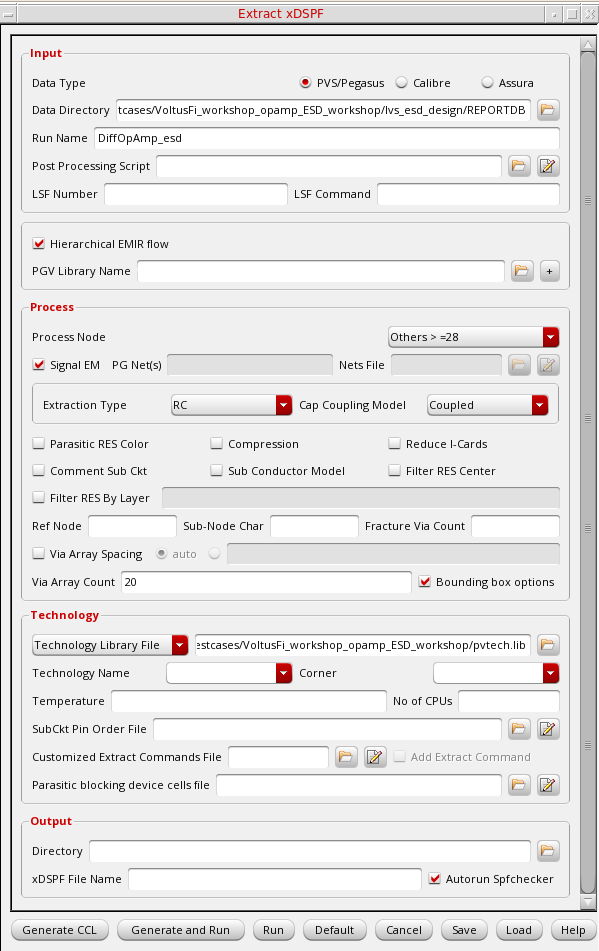 Extract xDSPF
Input
Data Type PVS/Pegasus Calibre Assura
Data Directory tcases/VoltusFi_workshop_opamp_ESD_workshop/lvs_esd_design/REPORTDB
Run Name DiffOpAmp_esd
Post Processing Script
LSF Number LSF Command
Hierarchical EMIR flow
PGV Library Name +
Process
Process Node Others > =28
Signal EM PG Net(s) Nets File
Extraction Type RC Cap Coupling Model Coupled
Parasitic RES Color Compression Reduce I-Cards
Comment Sub Ckt Sub Conductor Model Filter RES Center
Filter RES By Layer
Ref Node Sub-Node Char Fracture Via Count
Via Array Spacing auto
Via Array Count 20 Bounding box options
Technology
Technology Library File estcases/VoltusFi_workshop_opamp_ESD_workshop/pvtech.lib
Technology Name Corner
Temperature No of CPUs
SubCkt Pin Order File
Customized Extract Commands File Add Extract Command
Parasitic blocking device cells file
Output
Directory
xDSPF File Name Autorun Spfchecker
Generate CCL Generate and Run Run Default Cancel Save Load Help